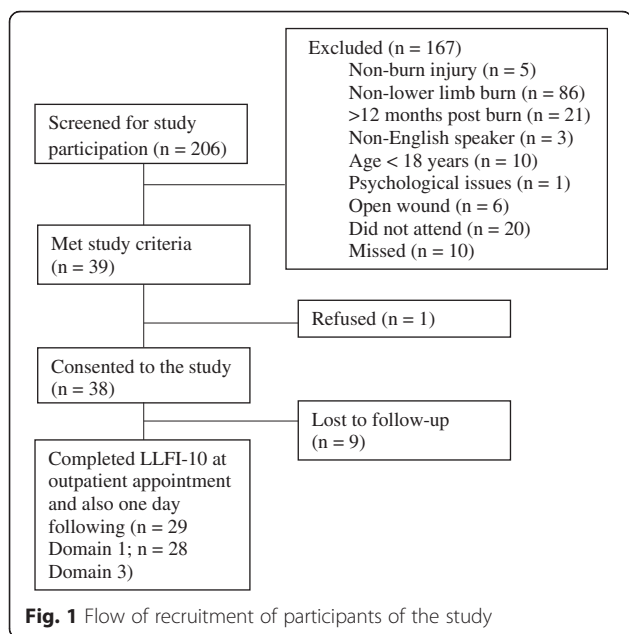 Screened for study
participation (n = 206)
Excluded (n = 167)
Non-burn injury (n = 5)
Non-lower limb burn (n = 86)
>12 months post burn (n = 21)
Non-English speaker (n = 3)
Age < 18 years (n = 10)
Psychological issues (n = 1)
Open wound (n = 6)
Did not attend (n = 20)
Missed (n = 10)
Met study criteria
(n = 39)
Refused (n = 1)
Consented to the study
(n = 38)
Lost to follow-up
(n = 9)
Completed LLFI-10 at
outpatient appointment
and also one day
following (n = 29
Domain 1; n = 28
Domain 3)
Fig. 1 Flow of recruitment of participants of the study